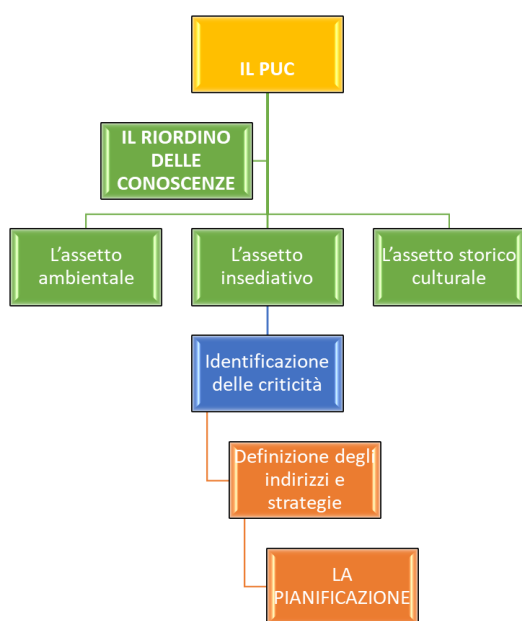 IL PUC
IL RIORDINO
DELLE
CONOSCENZE
L'assetto
ambientale
L'assetto
insediativo
L'assetto storico
culturale
Identificazione
delle criticità
Definizione degli
indirizzi e
strategie
LA
PIANIFICAZIONE